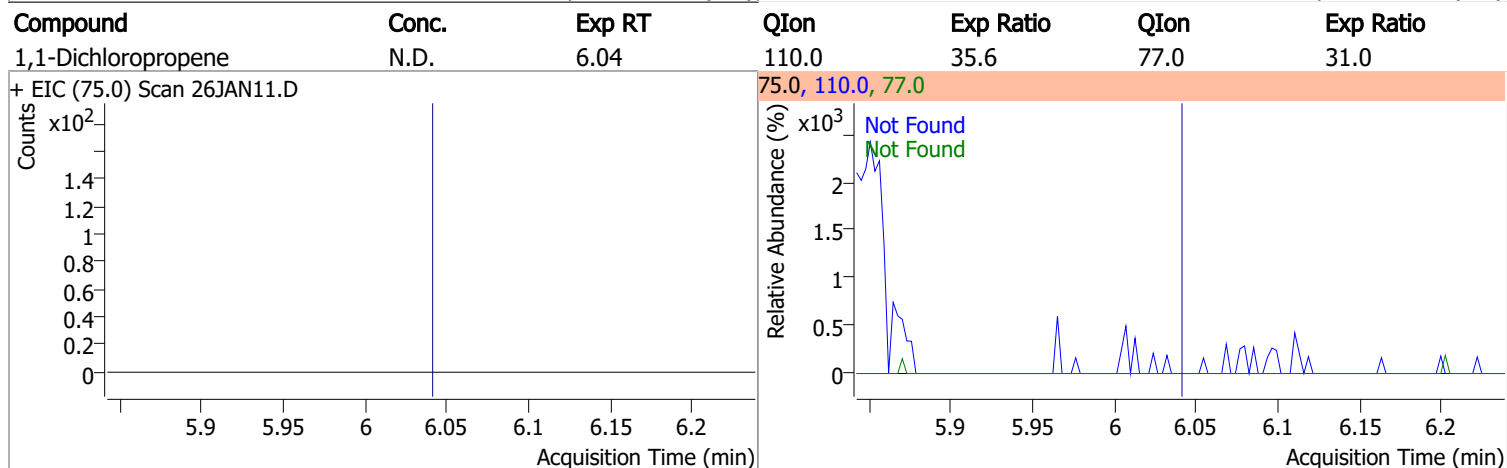 Compound Conc. Exp RT QIon Exp Ratio QIon Exp Ratio
1,1-Dichloropropene N.D. 6.04 110.0 35.6 77.0 31.0
+ EIC (75.0) Scan 26JAN11.D
Counts
x10²
1.4
1.2
1
0.8
0.6
0.4
0.2
0
5.9 5.95 6 6.05 6.1 6.15 6.2
Acquisition Time (min)
75.0, 110.0, 77.0
Relative Abundance (%)
x10³
Not Found
Not Found
2
1.5
1
0.5
0
5.9 5.95 6 6.05 6.1 6.15 6.2
Acquisition Time (min)